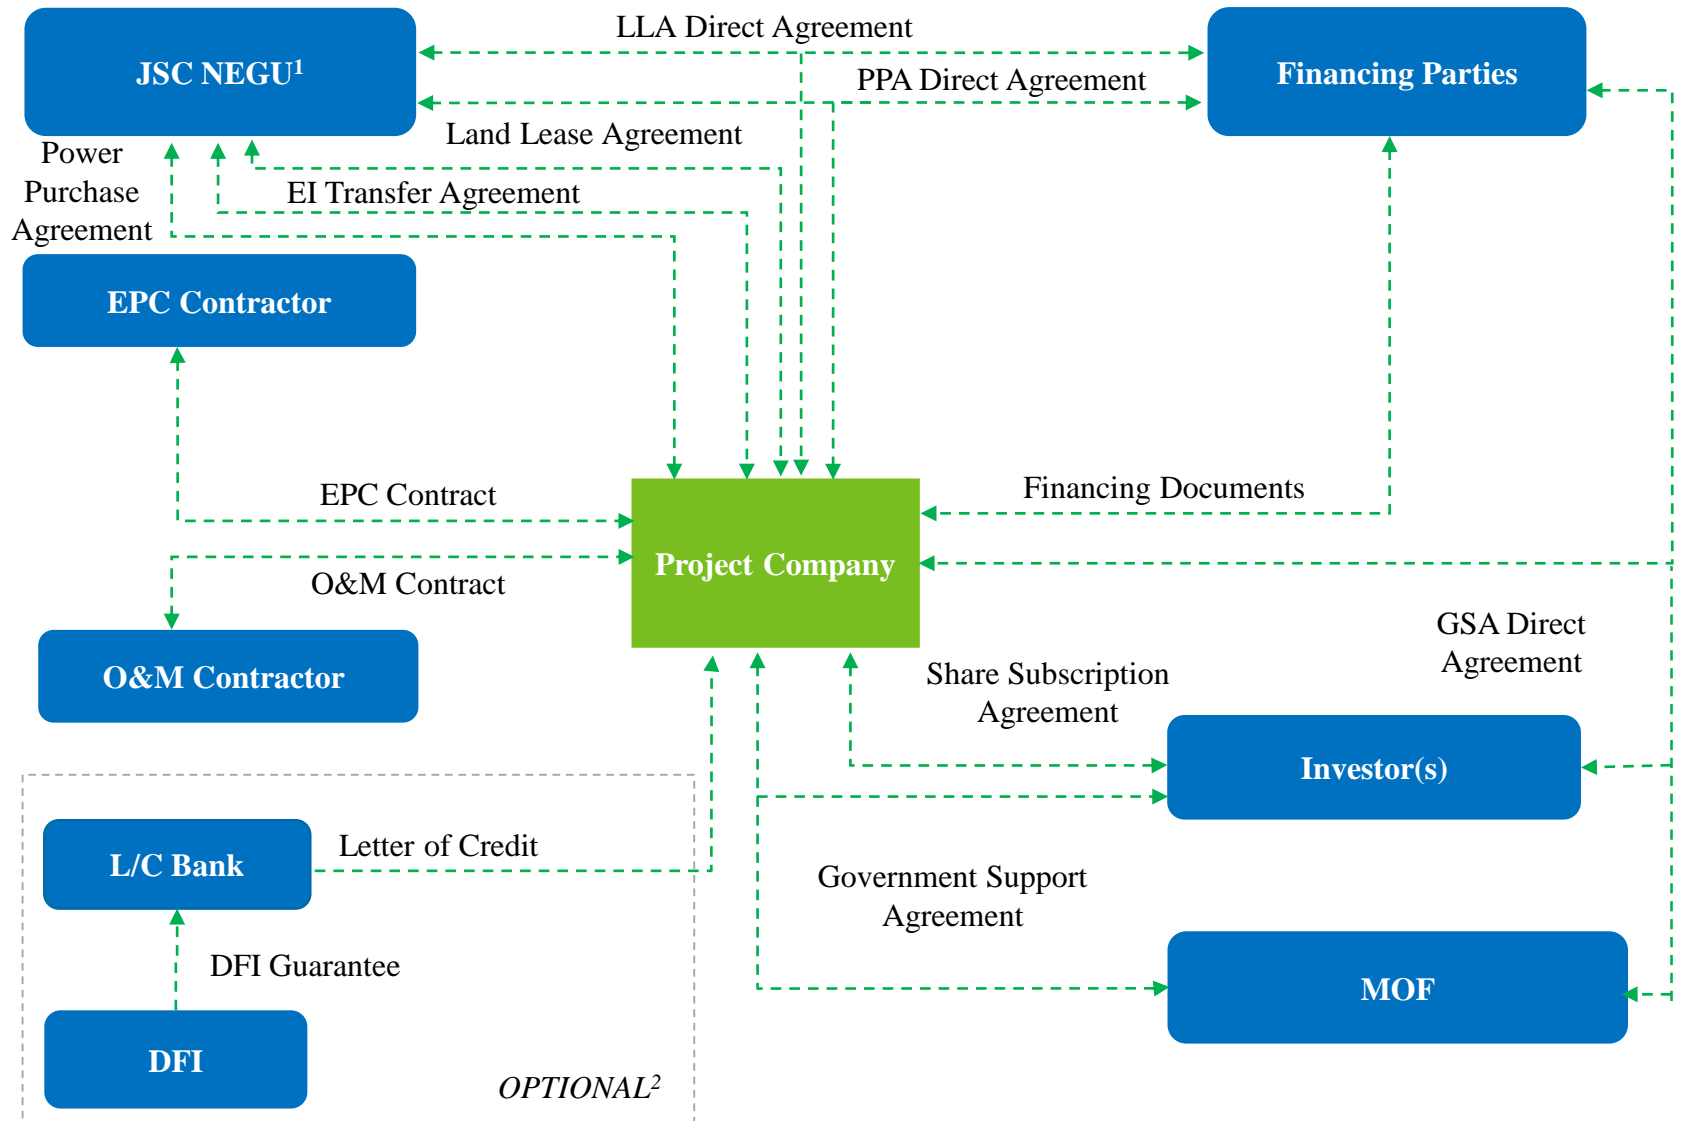 LLA Direct Agreement
JSC NEGU¹
Financing Parties
PPA Direct Agreement
Land Lease Agreement
Power
Purchase
Agreement
EI Transfer Agreement
EPC Contractor
EPC Contract
Financing Documents
Project Company
O&M Contract
GSA Direct
Agreement
O&M Contractor
Share Subscription
Agreement
Investor(s)
L/C Bank
Letter of Credit
Government Support
Agreement
DFI Guarantee
MOF
DFI
OPTIONAL²